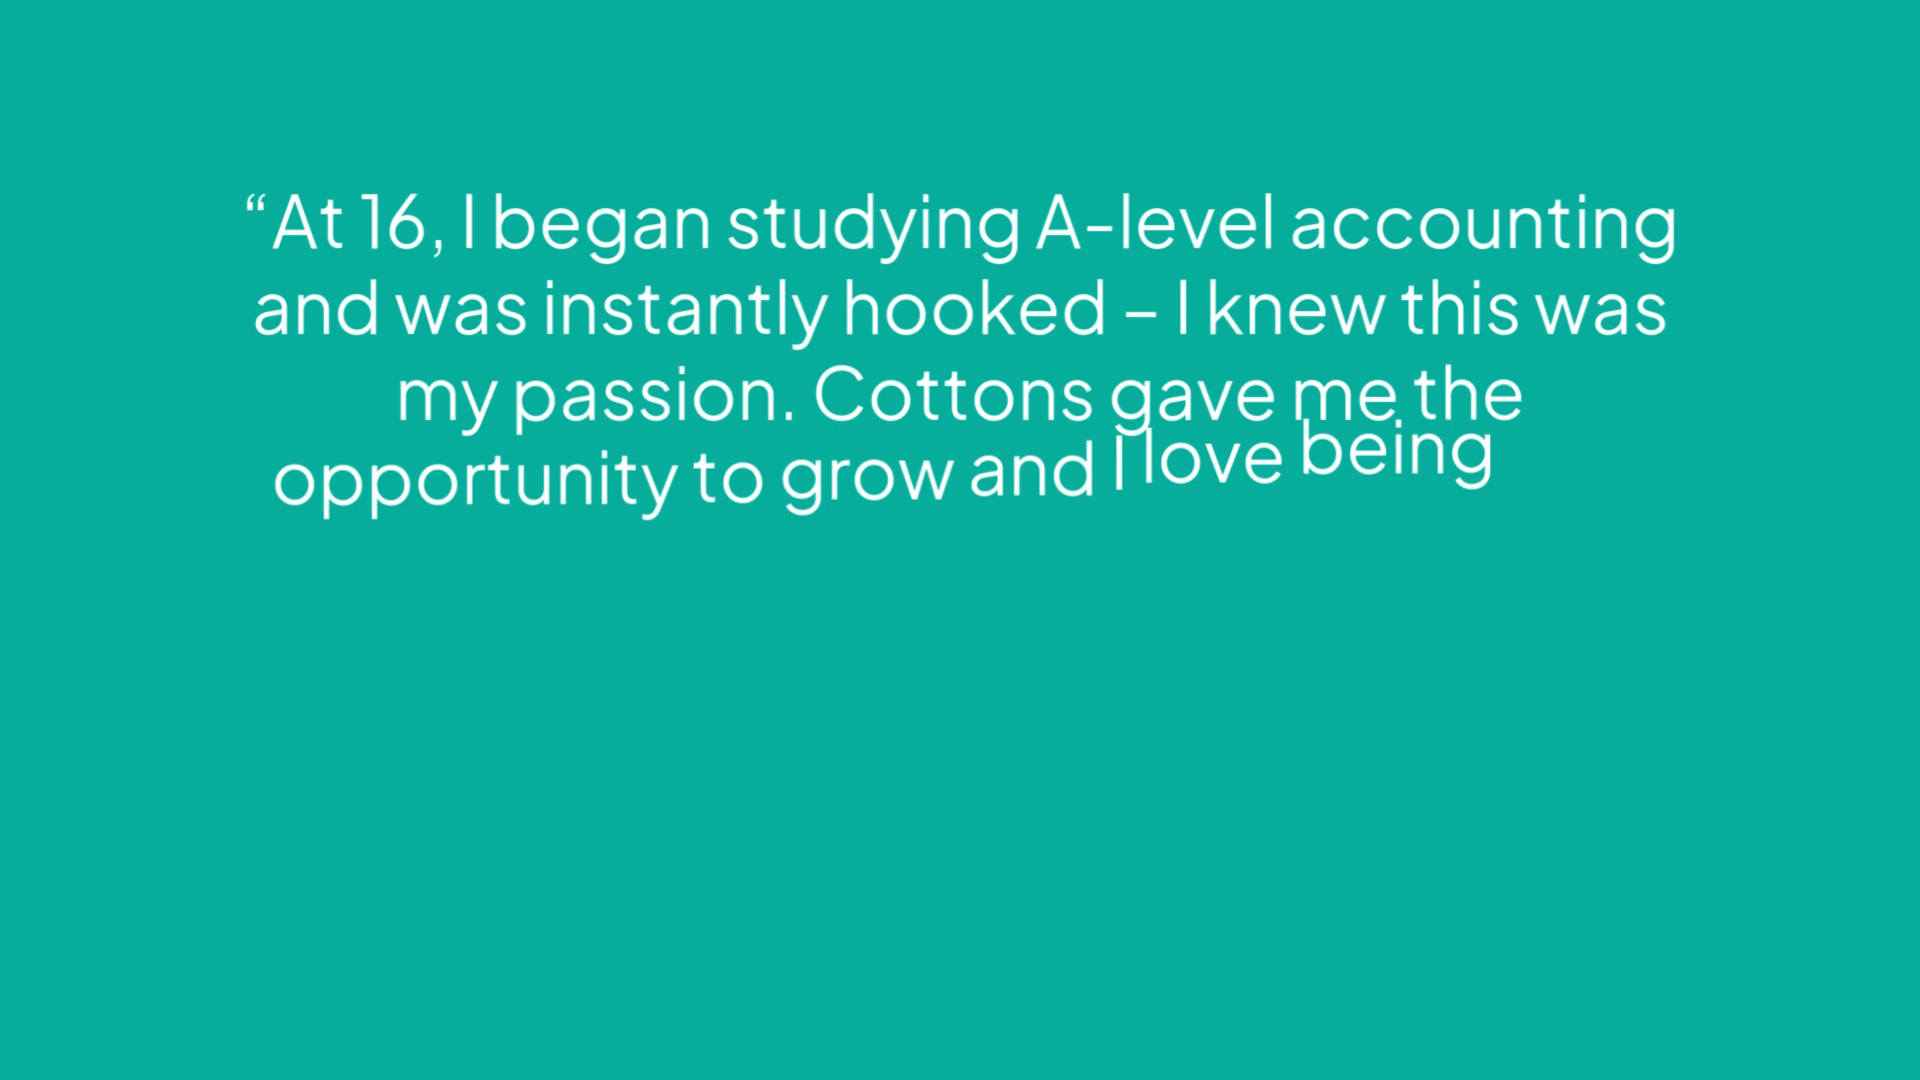 “At 16, I began studying A-level accounting
and was instantly hooked – I knew this was
my passion. Cottons gave me the
opportunity to grow and I love being